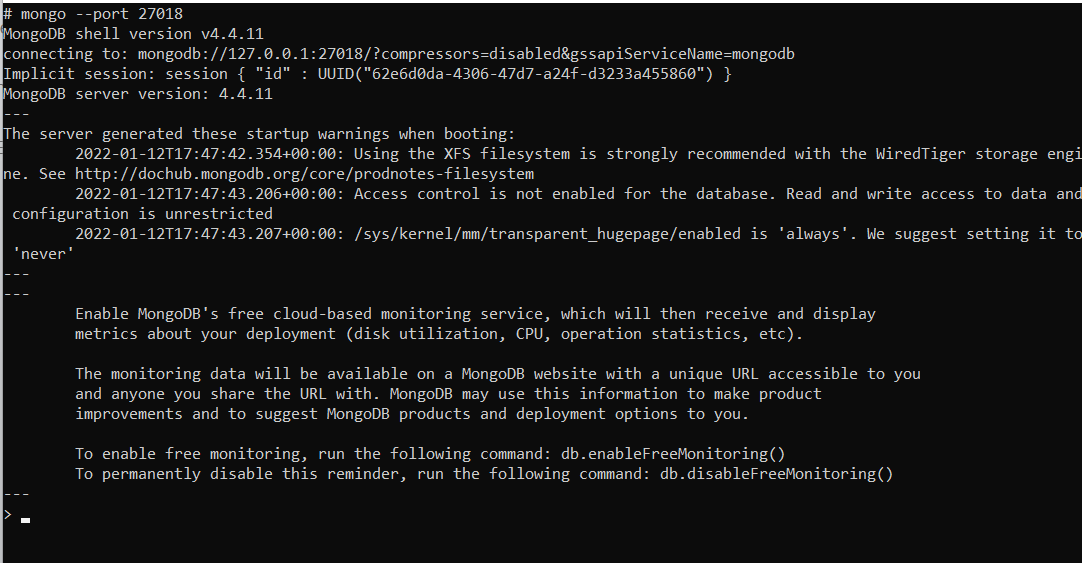 # mongo --port 27018
MongoDB shell version v4.4.11
connecting to: mongodb://127.0.0.1:27018/?compressors=disabled&gssapiServiceName=mongodb
Implicit session: session { "id" : UUID("62e6d0da-4306-47d7-a24f-d3233a455860") }
MongoDB server version: 4.4.11
---
The server generated these startup warnings when booting:
        2022-01-12T17:47:42.354+00:00: Using the XFS filesystem is strongly recommended with the WiredTiger storage engi
ne. See http://dochub.mongodb.org/core/prodnotes-filesystem
        2022-01-12T17:47:43.206+00:00: Access control is not enabled for the database. Read and write access to data and
 configuration is unrestricted
        2022-01-12T17:47:43.207+00:00: /sys/kernel/mm/transparent_hugepage/enabled is 'always'. We suggest setting it to
 'never'
---
---
        Enable MongoDB's free cloud-based monitoring service, which will then receive and display
        metrics about your deployment (disk utilization, CPU, operation statistics, etc).

        The monitoring data will be available on a MongoDB website with a unique URL accessible to you
        and anyone you share the URL with. MongoDB may use this information to make product
        improvements and to suggest MongoDB products and deployment options to you.

        To enable free monitoring, run the following command: db.enableFreeMonitoring()
        To permanently disable this reminder, run the following command: db.disableFreeMonitoring()
---
>